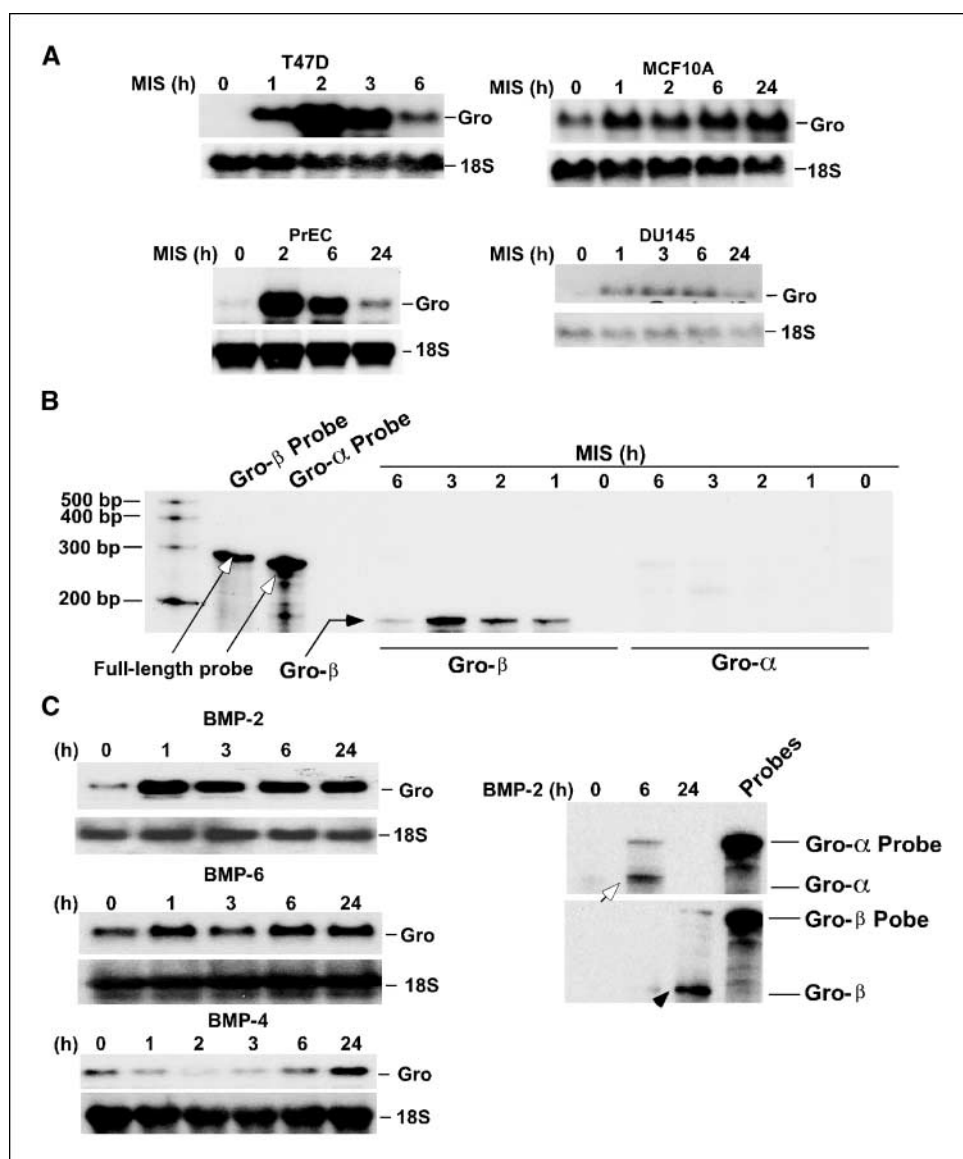 A
T47D
MIS (h) 0 1 2 3 6
Gro
18S
MCF10A
MIS (h) 0 1 2 6 24
Gro
18S
PrEC
MIS (h) 0 2 6 24
Gro
18S
DU145
MIS (h) 0 1 3 6 24
Gro
18S
B
Gro-β Probe
Gro-α Probe
MIS (h)
6 3 2 1 0 6 3 2 1 0
500 bp
400 bp
300 bp
200 bp
Full-length probe
Gro-β
Gro-β
Gro-α
C
BMP-2
(h) 0 1 3 6 24
Gro
18S
BMP-6
(h) 0 1 3 6 24
Gro
18S
BMP-4
(h) 0 1 2 3 6 24
Gro
18S
BMP-2 (h) 0 6 24 Probes
Gro-α Probe
Gro-α
Gro-β Pobe
Gro-β